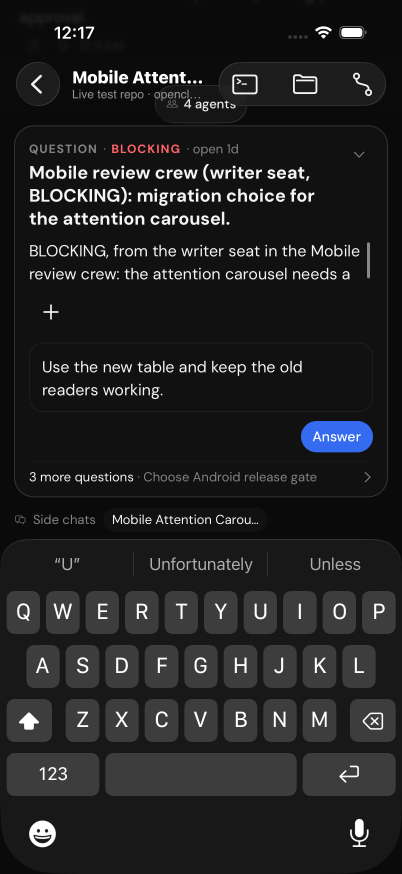 approval.
12:17
Mobile Attent...
Live test repo · opencl...
4 agents
QUESTION · BLOCKING · open 1d
Mobile review crew (writer seat,
BLOCKING): migration choice for
the attention carousel.
BLOCKING, from the writer seat in the Mobile
review crew: the attention carousel needs a
Use the new table and keep the old
readers working.
Answer
3 more questions · Choose Android release gate
Side chats Mobile Attention Carou...
“U” Unfortunately Unless
Q W E R T Y U I O P
A S D F G H J K L
Z X C V B N M
123